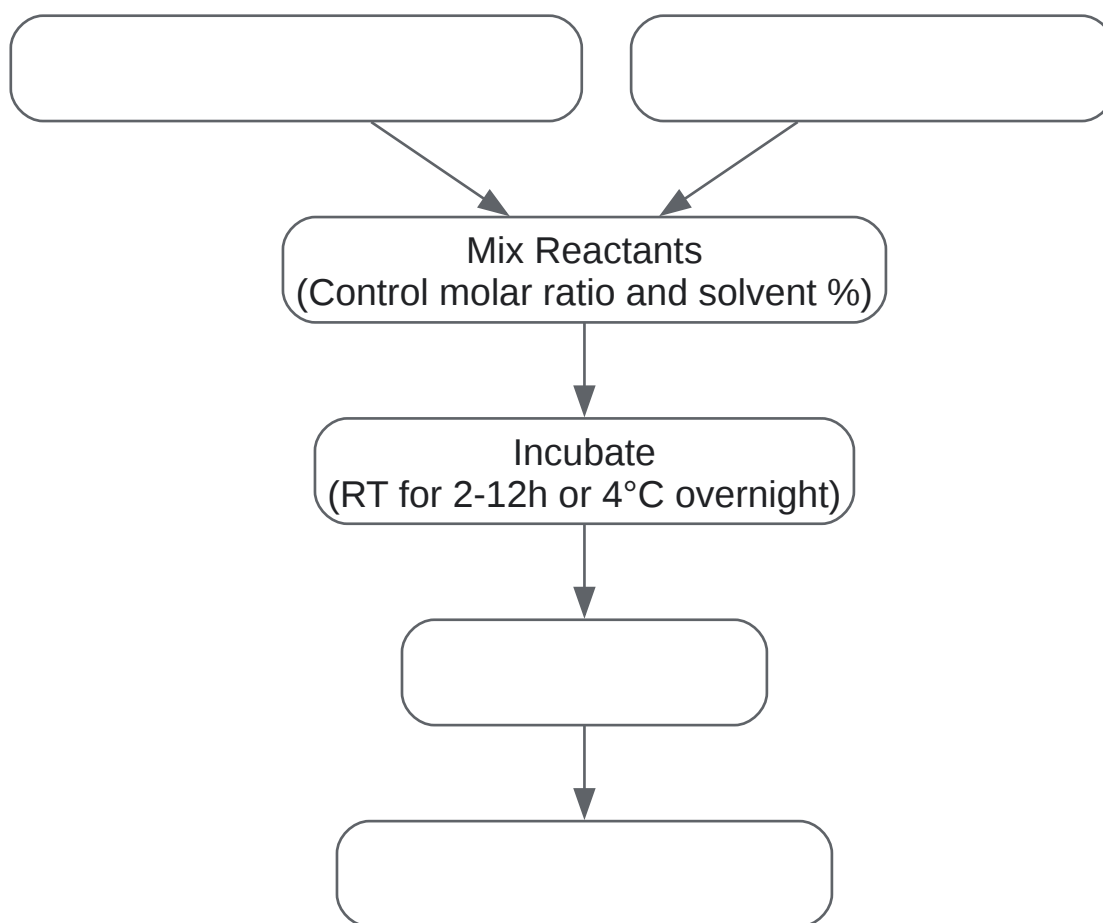 Mix Reactants
(Control molar ratio and solvent %)
Incubate
(RT for 2-12h or 4°C overnight)